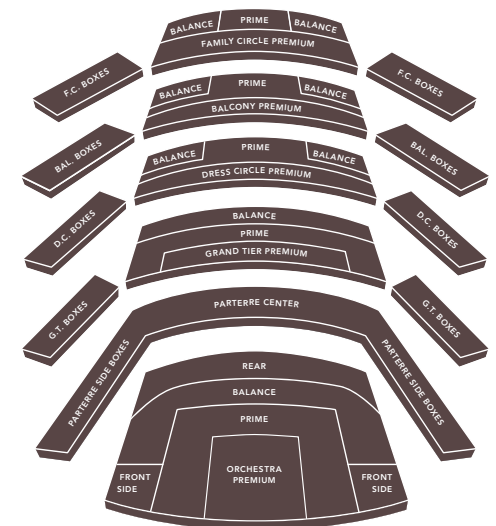 BALANCE
PRIME
BALANCE
FAMILY CIRCLE PREMIUM
F.C. BOXES
F.C. BOXES
BALANCE
PRIME
BALANCE
BALCONY PREMIUM
BAL. BOXES
BAL. BOXES
BALANCE
PRIME
BALANCE
DRESS CIRCLE PREMIUM
D.C. BOXES
D.C. BOXES
BALANCE
PRIME
GRAND TIER PREMIUM
G.T. BOXES
G.T. BOXES
PARTERRE CENTER
PARTERRE SIDE BOXES
PARTERRE SIDE BOXES
REAR
BALANCE
PRIME
ORCHESTRA
PREMIUM
FRONT
SIDE
FRONT
SIDE